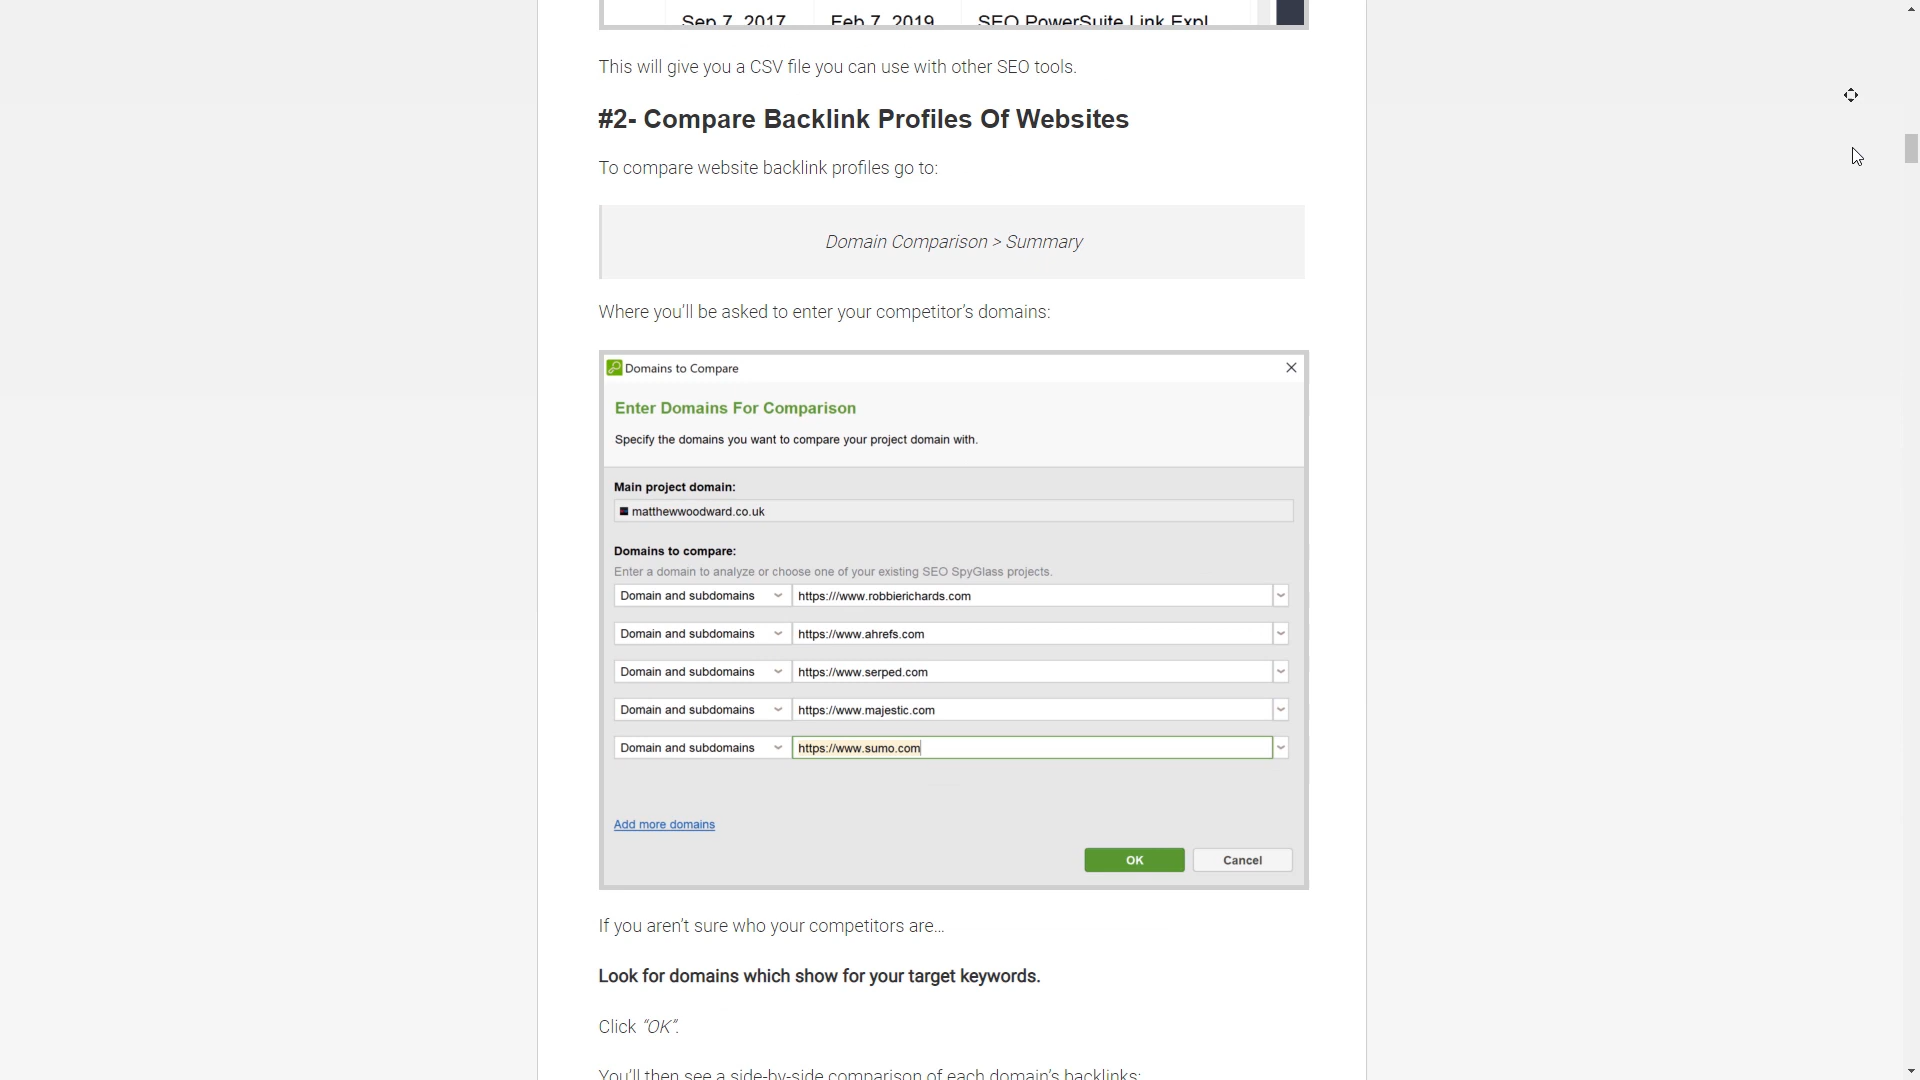 Sep 7, 2017 Feb 7, 2019 SEO PowerSuite Link Expl
This will give you a CSV file you can use with other SEO tools.
#2- Compare Backlink Profiles Of Websites
To compare website backlink profiles go to:
Domain Comparison > Summary
Where you'll be asked to enter your competitor's domains:
Domains to Compare
Enter Domains For Comparison
Specify the domains you want to compare your project domain with.
Main project domain:
matthewwoodward.co.uk
Domains to compare:
Enter a domain to analyze or choose one of your existing SEO SpyGlass projects.
Domain and subdomains https:///www.robbierichards.com
Domain and subdomains https://www.ahrefs.com
Domain and subdomains https://www.serped.com
Domain and subdomains https://www.majestic.com
Domain and subdomains https://www.sumo.com
Add more domains
OK Cancel
If you aren't sure who your competitors are...
Look for domains which show for your target keywords.
Click “OK”.
You'll then see a side-by-side comparison of each domain's backlinks: